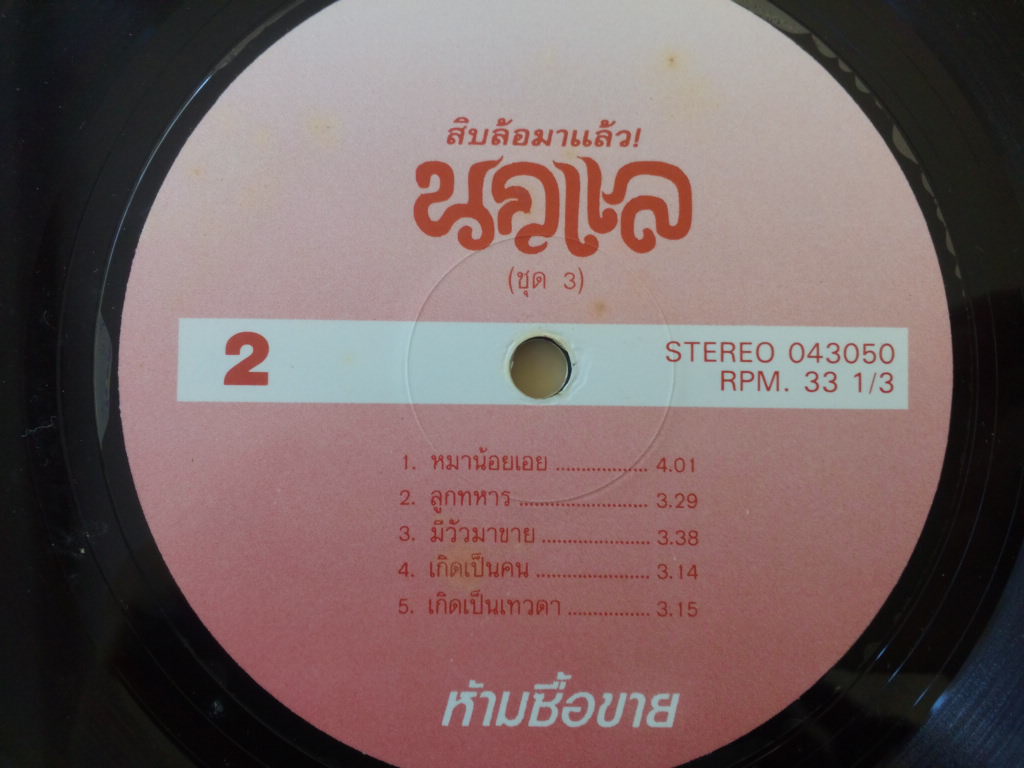 สิบล้อมาแล้ว!
นกแล
(ชุด 3)
2
STEREO 043050
RPM. 33 1/3
1. หมาน้อยเอย .................. 4.01
2. ลูกทหาร ......................... 3.29
3. มีวัวมาขาย ..................... 3.38
4. เกิดเป็นคน ...................... 3.14
5. เกิดเป็นเทวดา ................ 3.15
ห้ามซื้อขาย